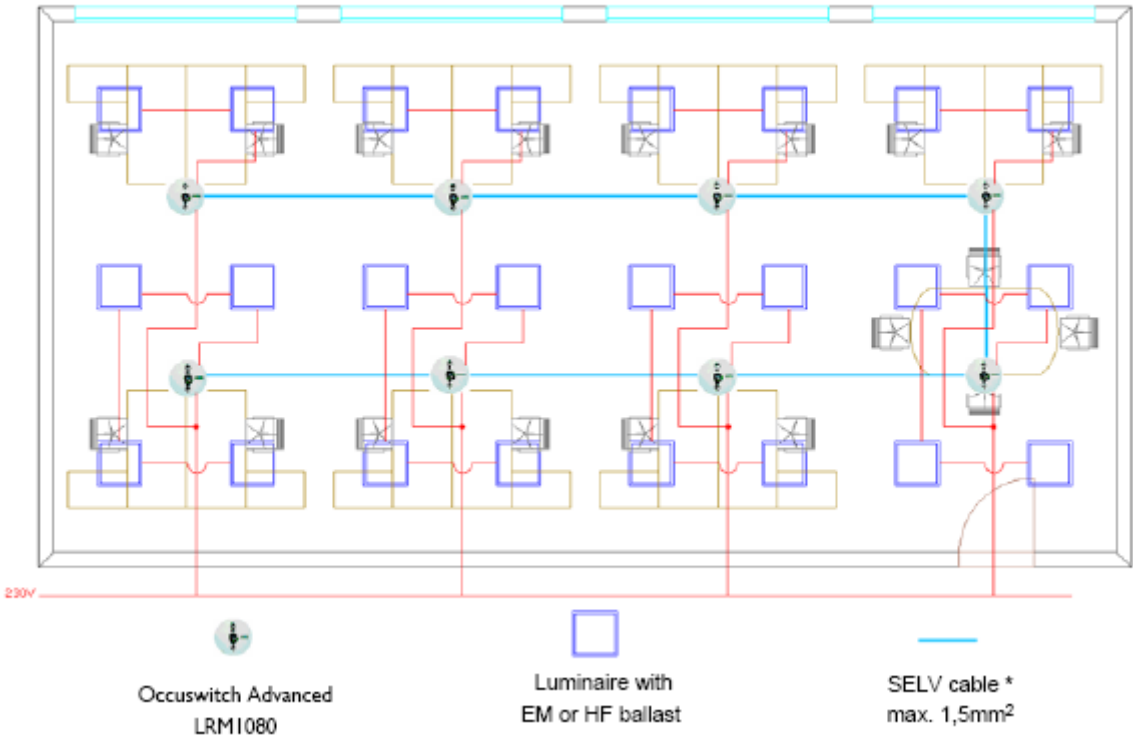 230V
Occuswitch Advanced
LRM1080
Luminaire with
EM or HF ballast
SELV cable *
max. 1,5mm²